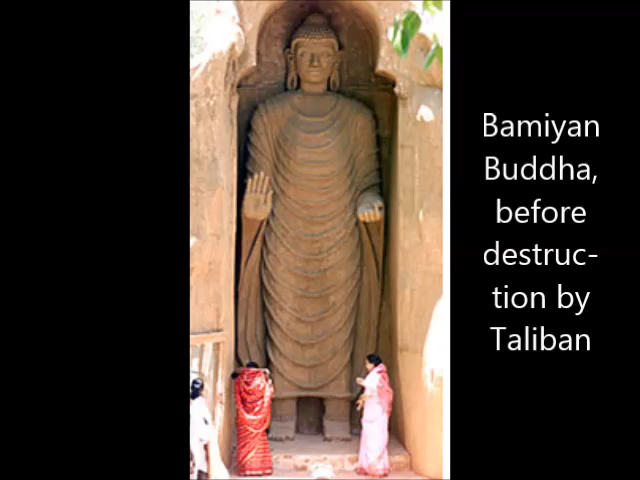 Bamiyan
Buddha,
before
destruc-
tion by
Taliban